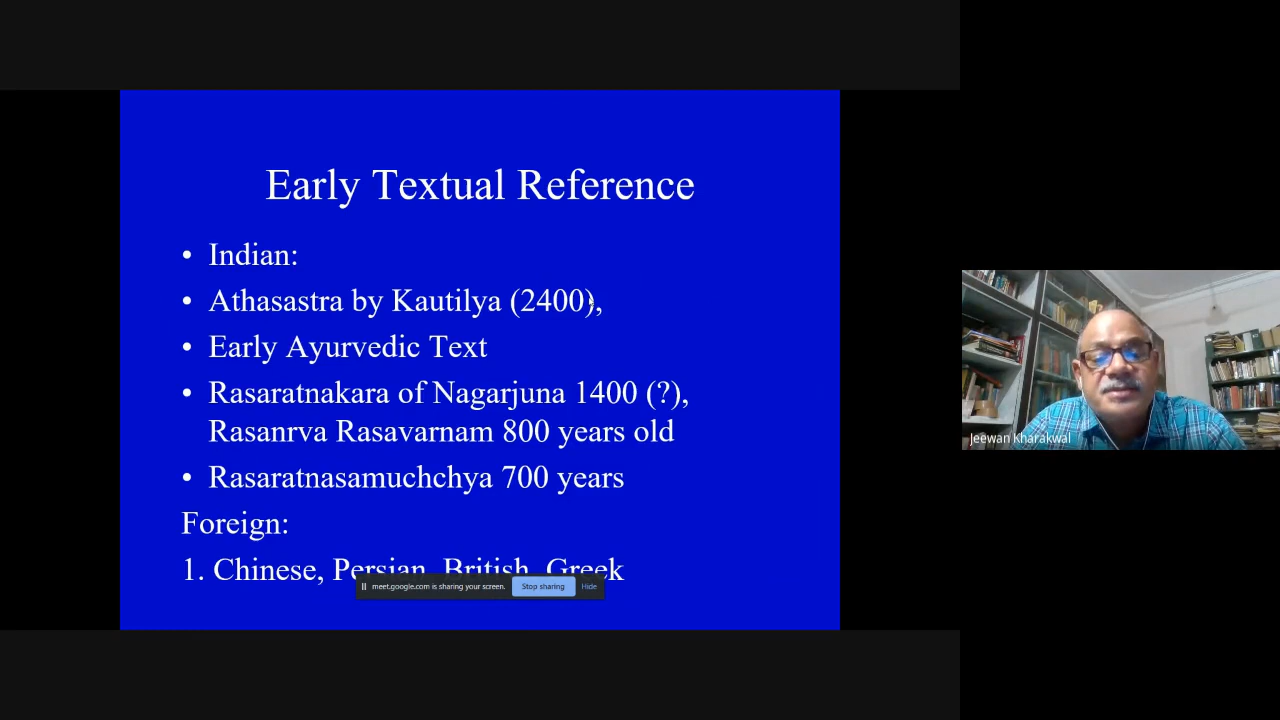 Early Textual Reference
• Indian:
• Athasastra by Kautilya (2400),
• Early Ayurvedic Text
• Rasaratnakara of Nagarjuna 1400 (?),
Rasanrva Rasavarnam 800 years old
• Rasaratnasamuchchya 700 years
Foreign:
1. Chinese, Persian, British, Greek
meet.google.com is sharing your screen. Stop sharing Hide
Jeewan Kharakwal